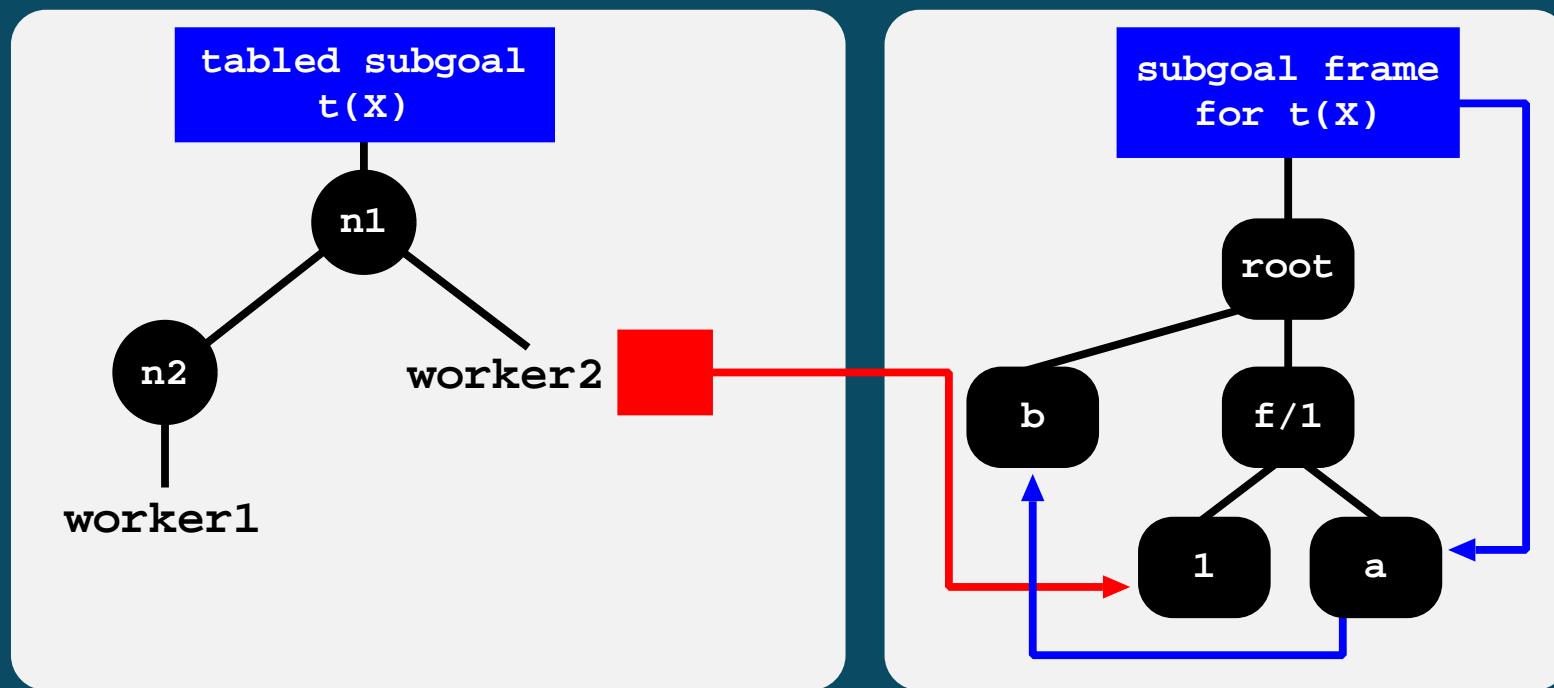 tabled subgoal
t(X)
n1
n2
worker2
worker1
subgoal frame
for t(X)
root
b
f/1
1
a